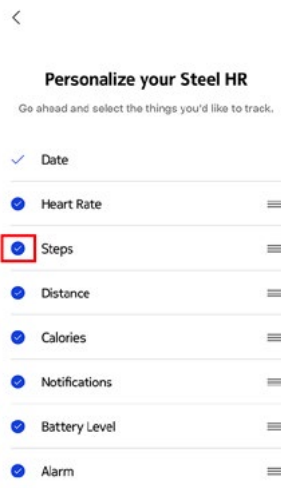 Personalize your Steel HR
Go ahead and select the things you'd like to track.
Date
Heart Rate
Steps
Distance
Calories
Notifications
Battery Level
Alarm